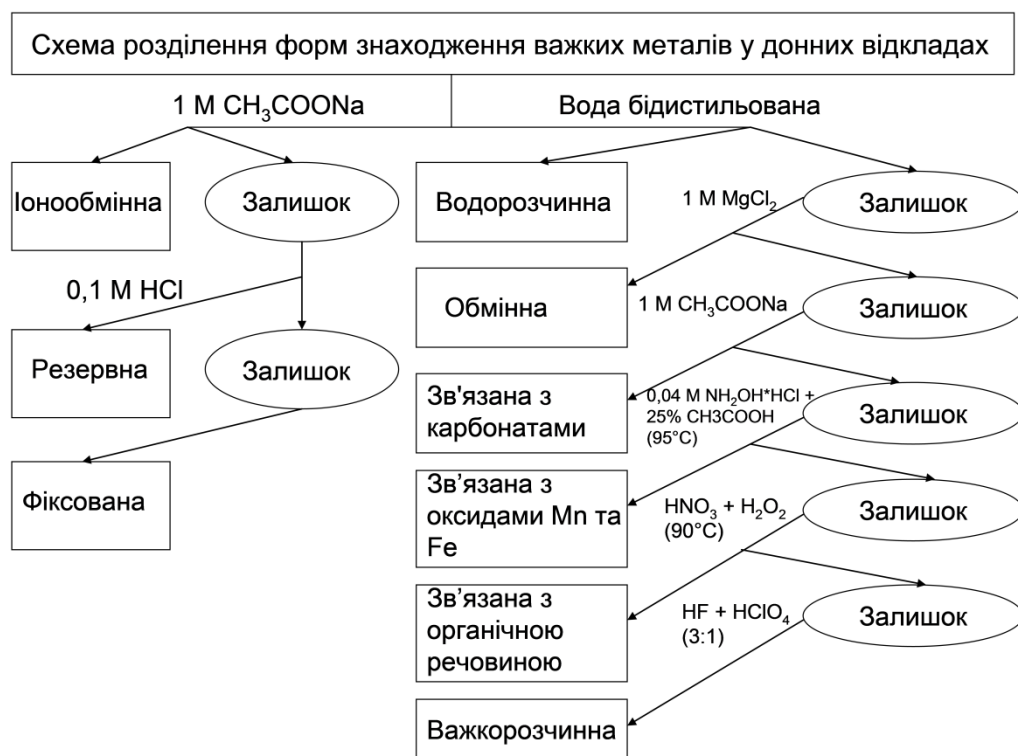 Схема розділення форм знаходження важких металів у донних відкладах
1 М CH₃COONa
Вода бідистильована
Іонообмінна
Залишок
Водорозчинна
Залишок
1 М MgCl₂
0,1 М HCl
Обмінна
1 М CH₃COONa
Залишок
Резервна
Залишок
Зв'язана з
карбонатами
0,04 М NH₂OH*HCl +
25% CH3COOH
(95°C)
Залишок
Фіксована
Зв’язана з
оксидами Mn та
Fe
HNO₃ + H₂O₂
(90°C)
Залишок
Зв’язана з
органічною
речовиною
HF + HClO₄
(3:1)
Залишок
Важкорозчинна